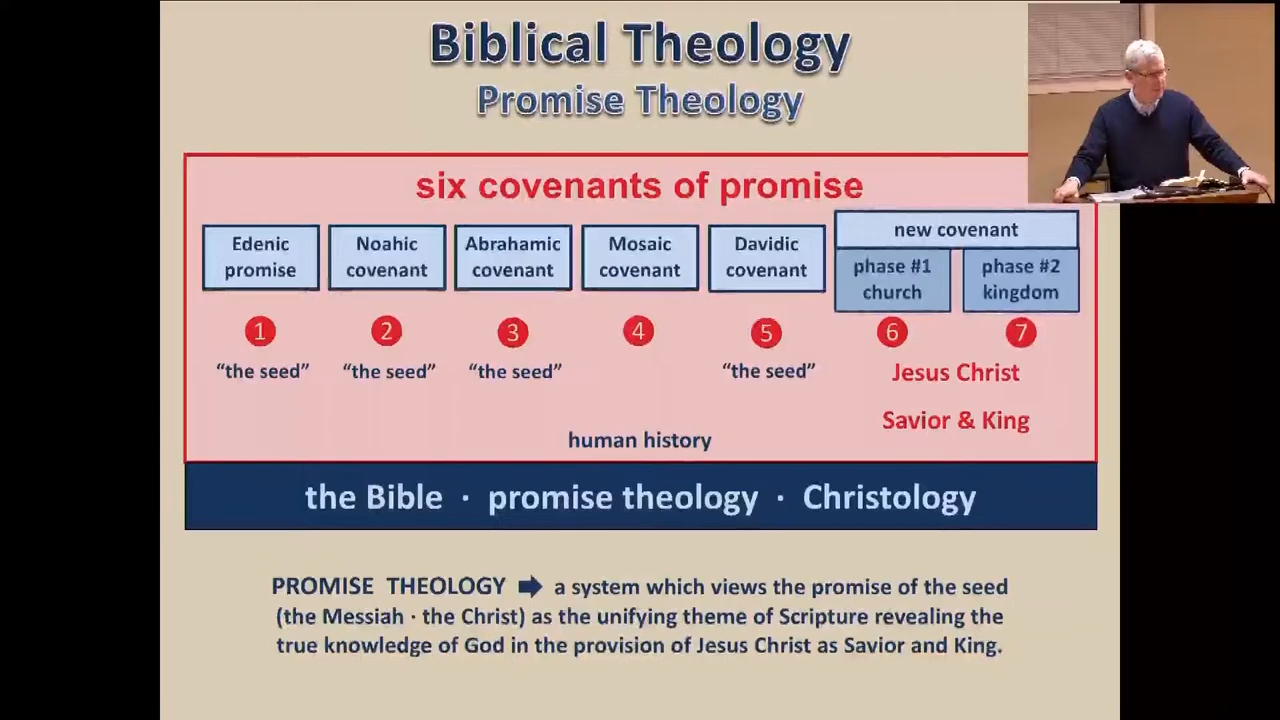 Biblical Theology
Promise Theology
six covenants of promise
Edenic
promise
Noahic
covenant
Abrahamic
covenant
Mosaic
covenant
Davidic
covenant
new covenant
phase #1
church
phase #2
kingdom
1
2
3
4
5
6
7
“the seed”
“the seed”
“the seed”
“the seed”
Jesus Christ
Savior & King
human history
the Bible · promise theology · Christology
PROMISE THEOLOGY ➡ a system which views the promise of the seed
(the Messiah · the Christ) as the unifying theme of Scripture revealing the
true knowledge of God in the provision of Jesus Christ as Savior and King.